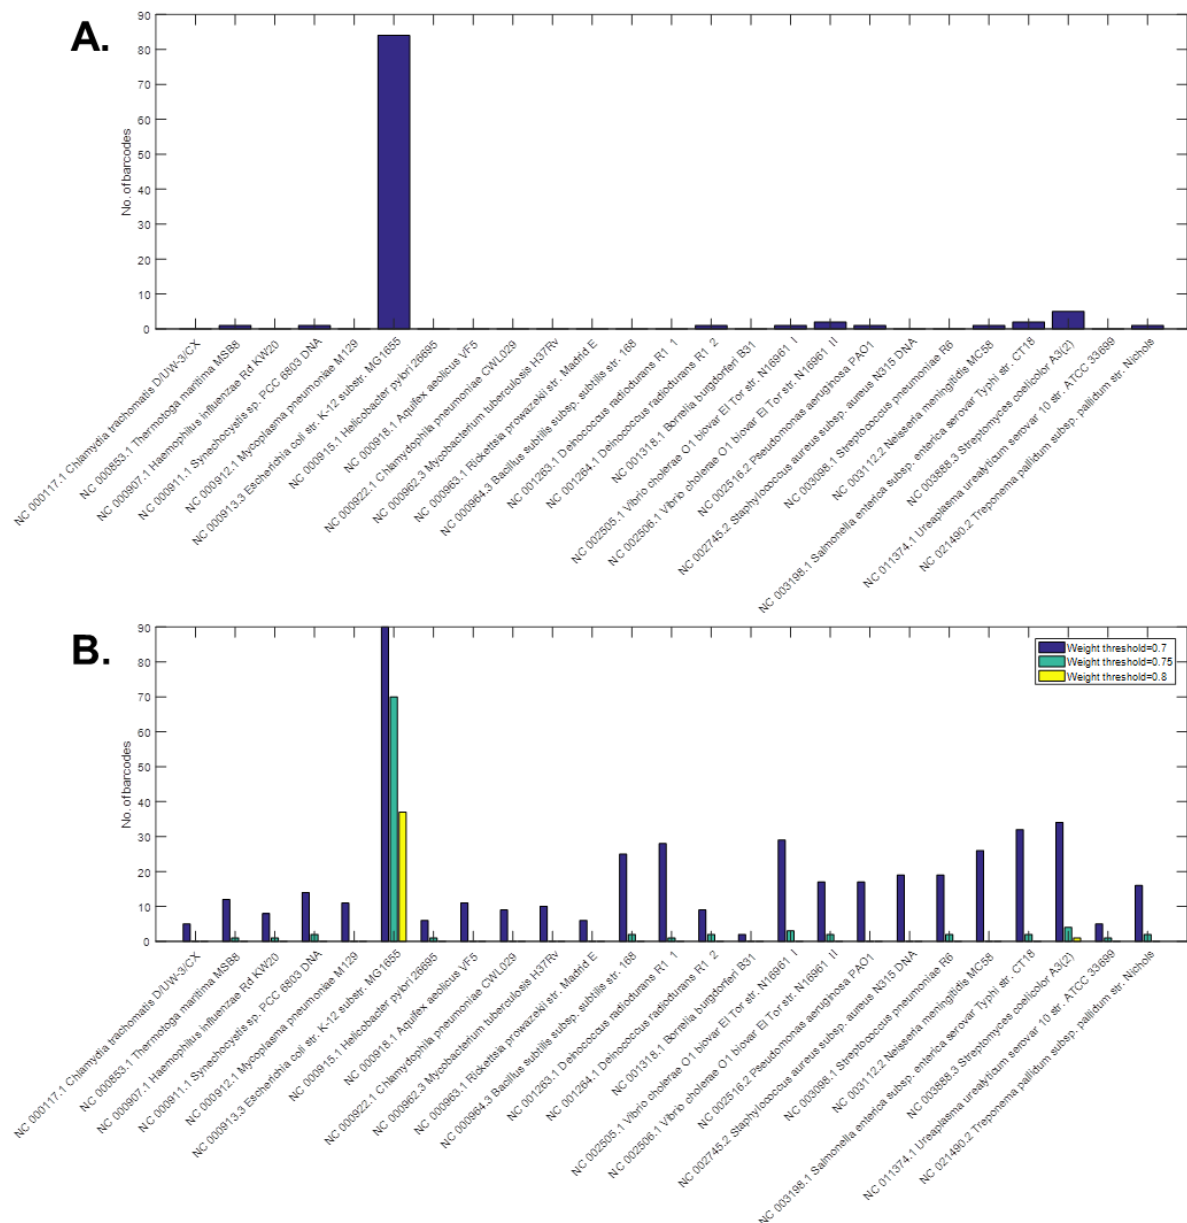 A.
No. of barcodes
90
80
70
60
50
40
30
20
10
0
NC 000117.1 Chlamydia trachomatis D/UW-3/CX
NC 000853.1 Thermotoga maritima MSB8
NC 000907.1 Haemophilus influenzae Rd KW20
NC 000911.1 Synechocystis sp. PCC 6803 DNA
NC 000912.1 Mycoplasma pneumoniae M129
NC 000913.3 Escherichia coli str. K-12 substr. MG1655
NC 000915.1 Helicobacter pylori 26695
NC 000918.1 Aquifex aeolicus VF5
NC 000922.1 Chlamydophila pneumoniae CWL029
NC 000962.3 Mycobacterium tuberculosis H37Rv
NC 000963.1 Rickettsia prowazekii str. Madrid E
NC 000964.3 Bacillus subtilis subsp. subtilis str. 168
NC 001263.1 Deinococcus radiodurans R1 1
NC 001264.1 Deinococcus radiodurans R1 2
NC 001318.1 Borrelia burgdorferi B31
NC 002505.1 Vibrio cholerae O1 biovar El Tor str. N16961 I
NC 002506.1 Vibrio cholerae O1 biovar El Tor str. N16961 II
NC 002516.2 Pseudomonas aeruginosa PAO1
NC 002745.2 Staphylococcus aureus subsp. aureus N315 DNA
NC 003098.1 Streptococcus pneumoniae R6
NC 003112.2 Neisseria meningitidis MC58
NC 003198.1 Salmonella enterica subsp. enterica serovar Typhi str. CT18
NC 003888.3 Streptomyces coelicolor A3(2)
NC 011374.1 Ureaplasma urealyticum serovar 10 str. ATCC 33699
NC 021490.2 Treponema pallidum subsp. pallidum str. Nichols
B.
No. of barcodes
90
80
70
60
50
40
30
20
10
0
Weight threshold=0.7
Weight threshold=0.75
Weight threshold=0.8
NC 000117.1 Chlamydia trachomatis D/UW-3/CX
NC 000853.1 Thermotoga maritima MSB8
NC 000907.1 Haemophilus influenzae Rd KW20
NC 000911.1 Synechocystis sp. PCC 6803 DNA
NC 000912.1 Mycoplasma pneumoniae M129
NC 000913.3 Escherichia coli str. K-12 substr. MG1655
NC 000915.1 Helicobacter pylori 26695
NC 000918.1 Aquifex aeolicus VF5
NC 000922.1 Chlamydophila pneumoniae CWL029
NC 000962.3 Mycobacterium tuberculosis H37Rv
NC 000963.1 Rickettsia prowazekii str. Madrid E
NC 000964.3 Bacillus subtilis subsp. subtilis str. 168
NC 001263.1 Deinococcus radiodurans R1 1
NC 001264.1 Deinococcus radiodurans R1 2
NC 001318.1 Borrelia burgdorferi B31
NC 002505.1 Vibrio cholerae O1 biovar El Tor str. N16961 I
NC 002506.1 Vibrio cholerae O1 biovar El Tor str. N16961 II
NC 002516.2 Pseudomonas aeruginosa PAO1
NC 002745.2 Staphylococcus aureus subsp. aureus N315 DNA
NC 003098.1 Streptococcus pneumoniae R6
NC 003112.2 Neisseria meningitidis MC58
NC 003198.1 Salmonella enterica subsp. enterica serovar Typhi str. CT18
NC 003888.3 Streptomyces coelicolor A3(2)
NC 011374.1 Ureaplasma urealyticum serovar 10 str. ATCC 33699
NC 021490.2 Treponema pallidum subsp. pallidum str. Nichols